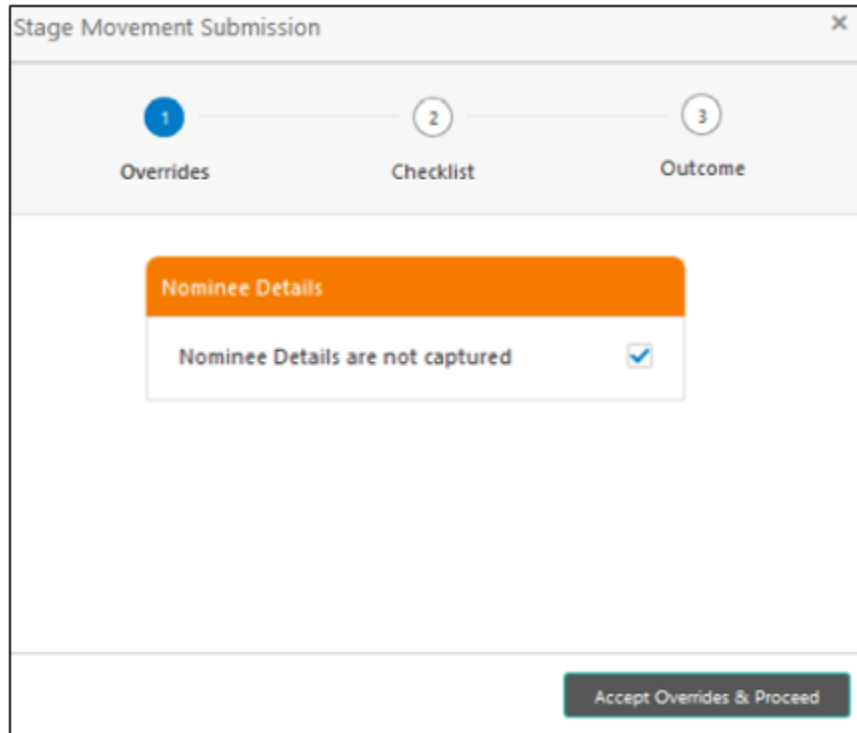 Stage Movement Submission ×
1 2 3
Overrides Checklist Outcome
Nominee Details
Nominee Details are not captured
Accept Overrides & Proceed